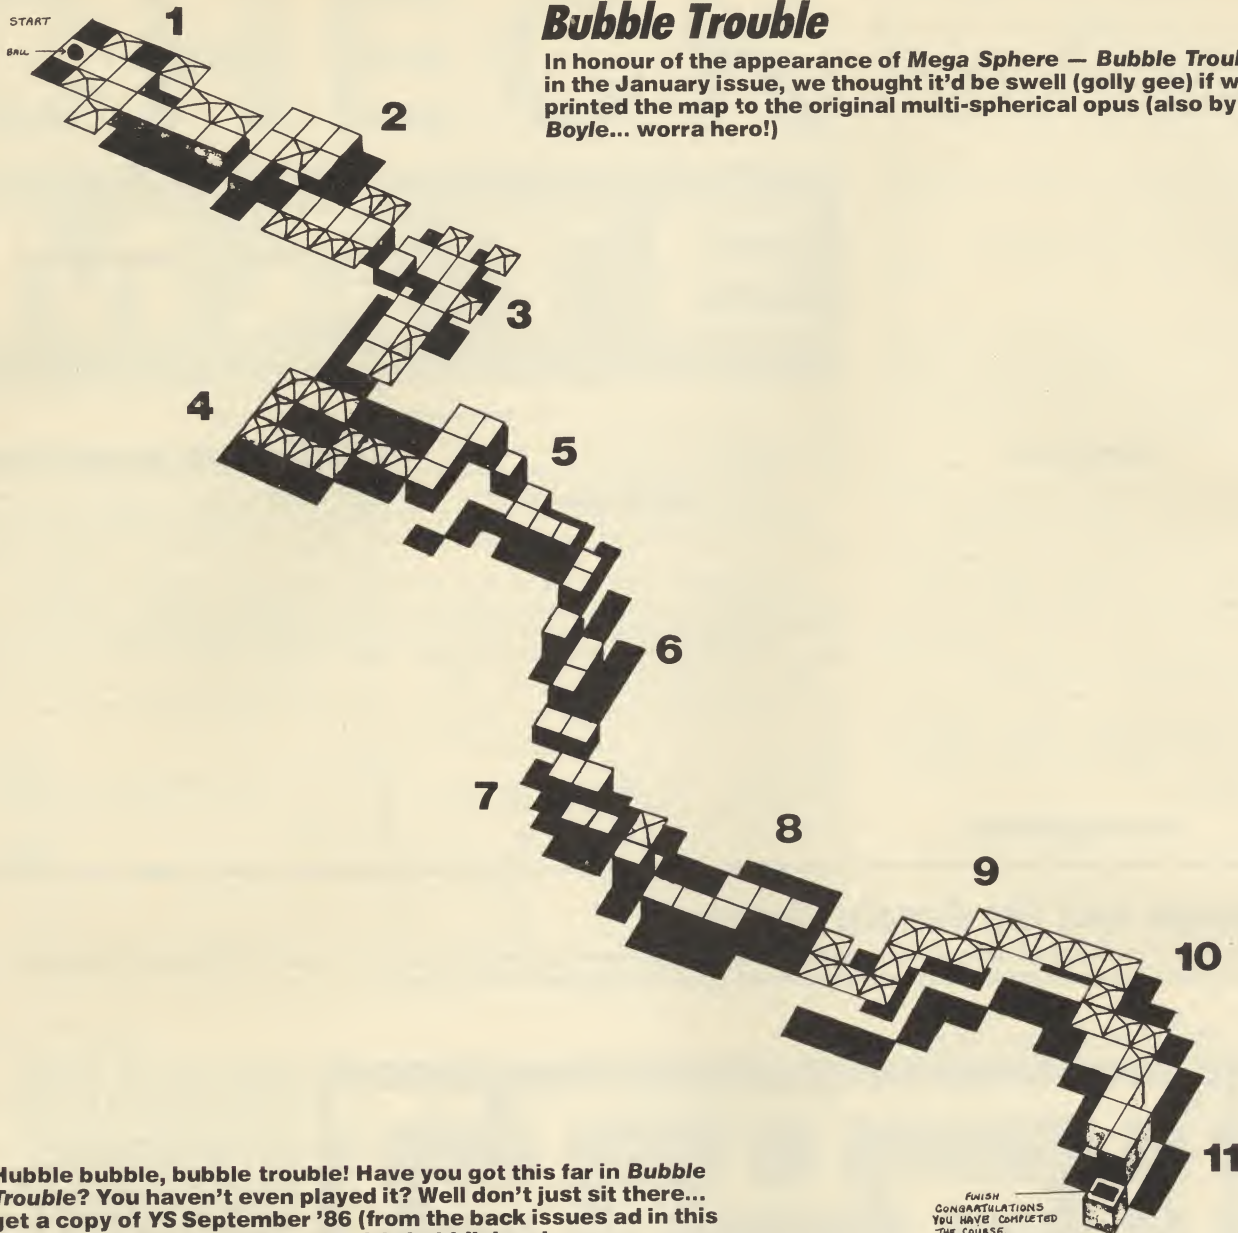 Bubble Trouble
In honour of the appearance of Mega Sphere — Bubble
in the January issue, we thought it'd be swell (golly gee) if
printed the map to the original multi-spherical opus (also by
Boyle... worra hero!)
START
BALL
1
2
3
4
5
6
7
8
9
10
11
Hubble bubble, bubble trouble! Have you got this far in Bubble
Trouble? You haven't even played it? Well don't just sit there...
get a copy of YS September '86 (from the back issues ad in this
FINISH
CONGRATULATIONS
YOU HAVE COMPLETED
THE COURSE